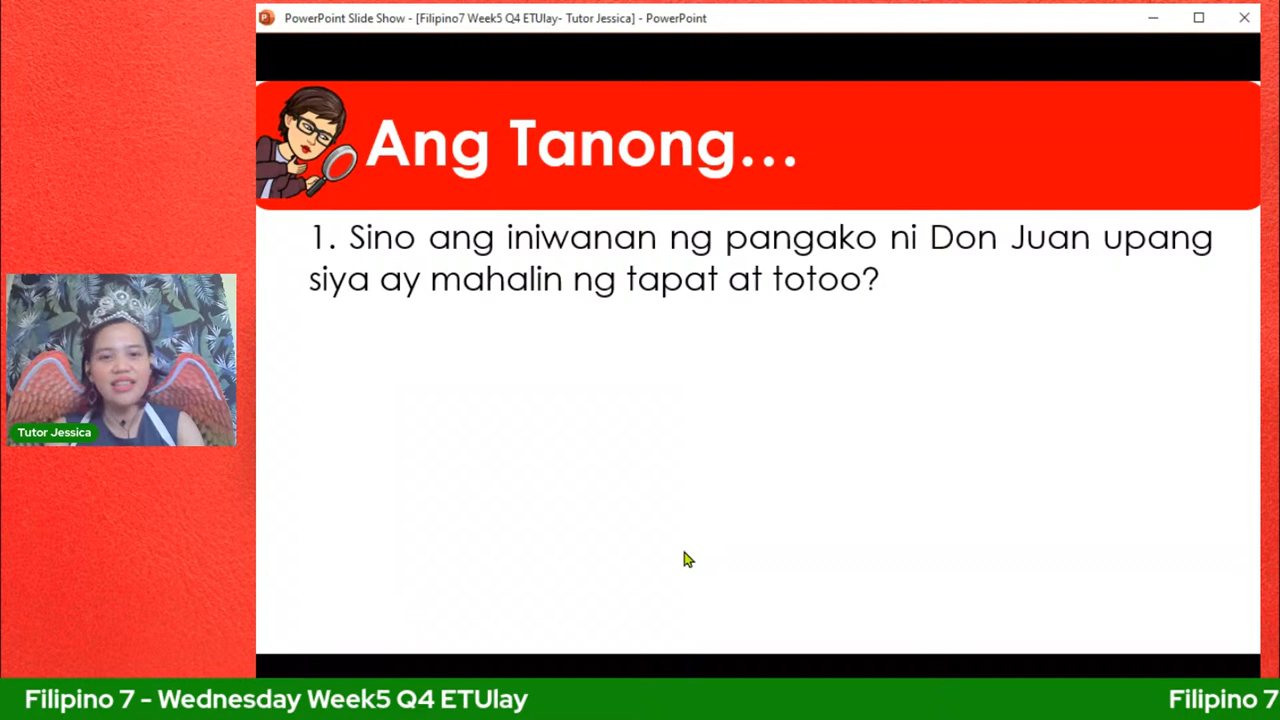 PowerPoint Slide Show - [Filipino7 Week5 Q4 ETUlay- Tutor Jessica] - PowerPoint
Ang Tanong...
1. Sino ang iniwanan ng pangako ni Don Juan upang
siya ay mahalin ng tapat at totoo?
Tutor Jessica
Filipino 7 - Wednesday Week5 Q4 ETUlay
Filipino 7